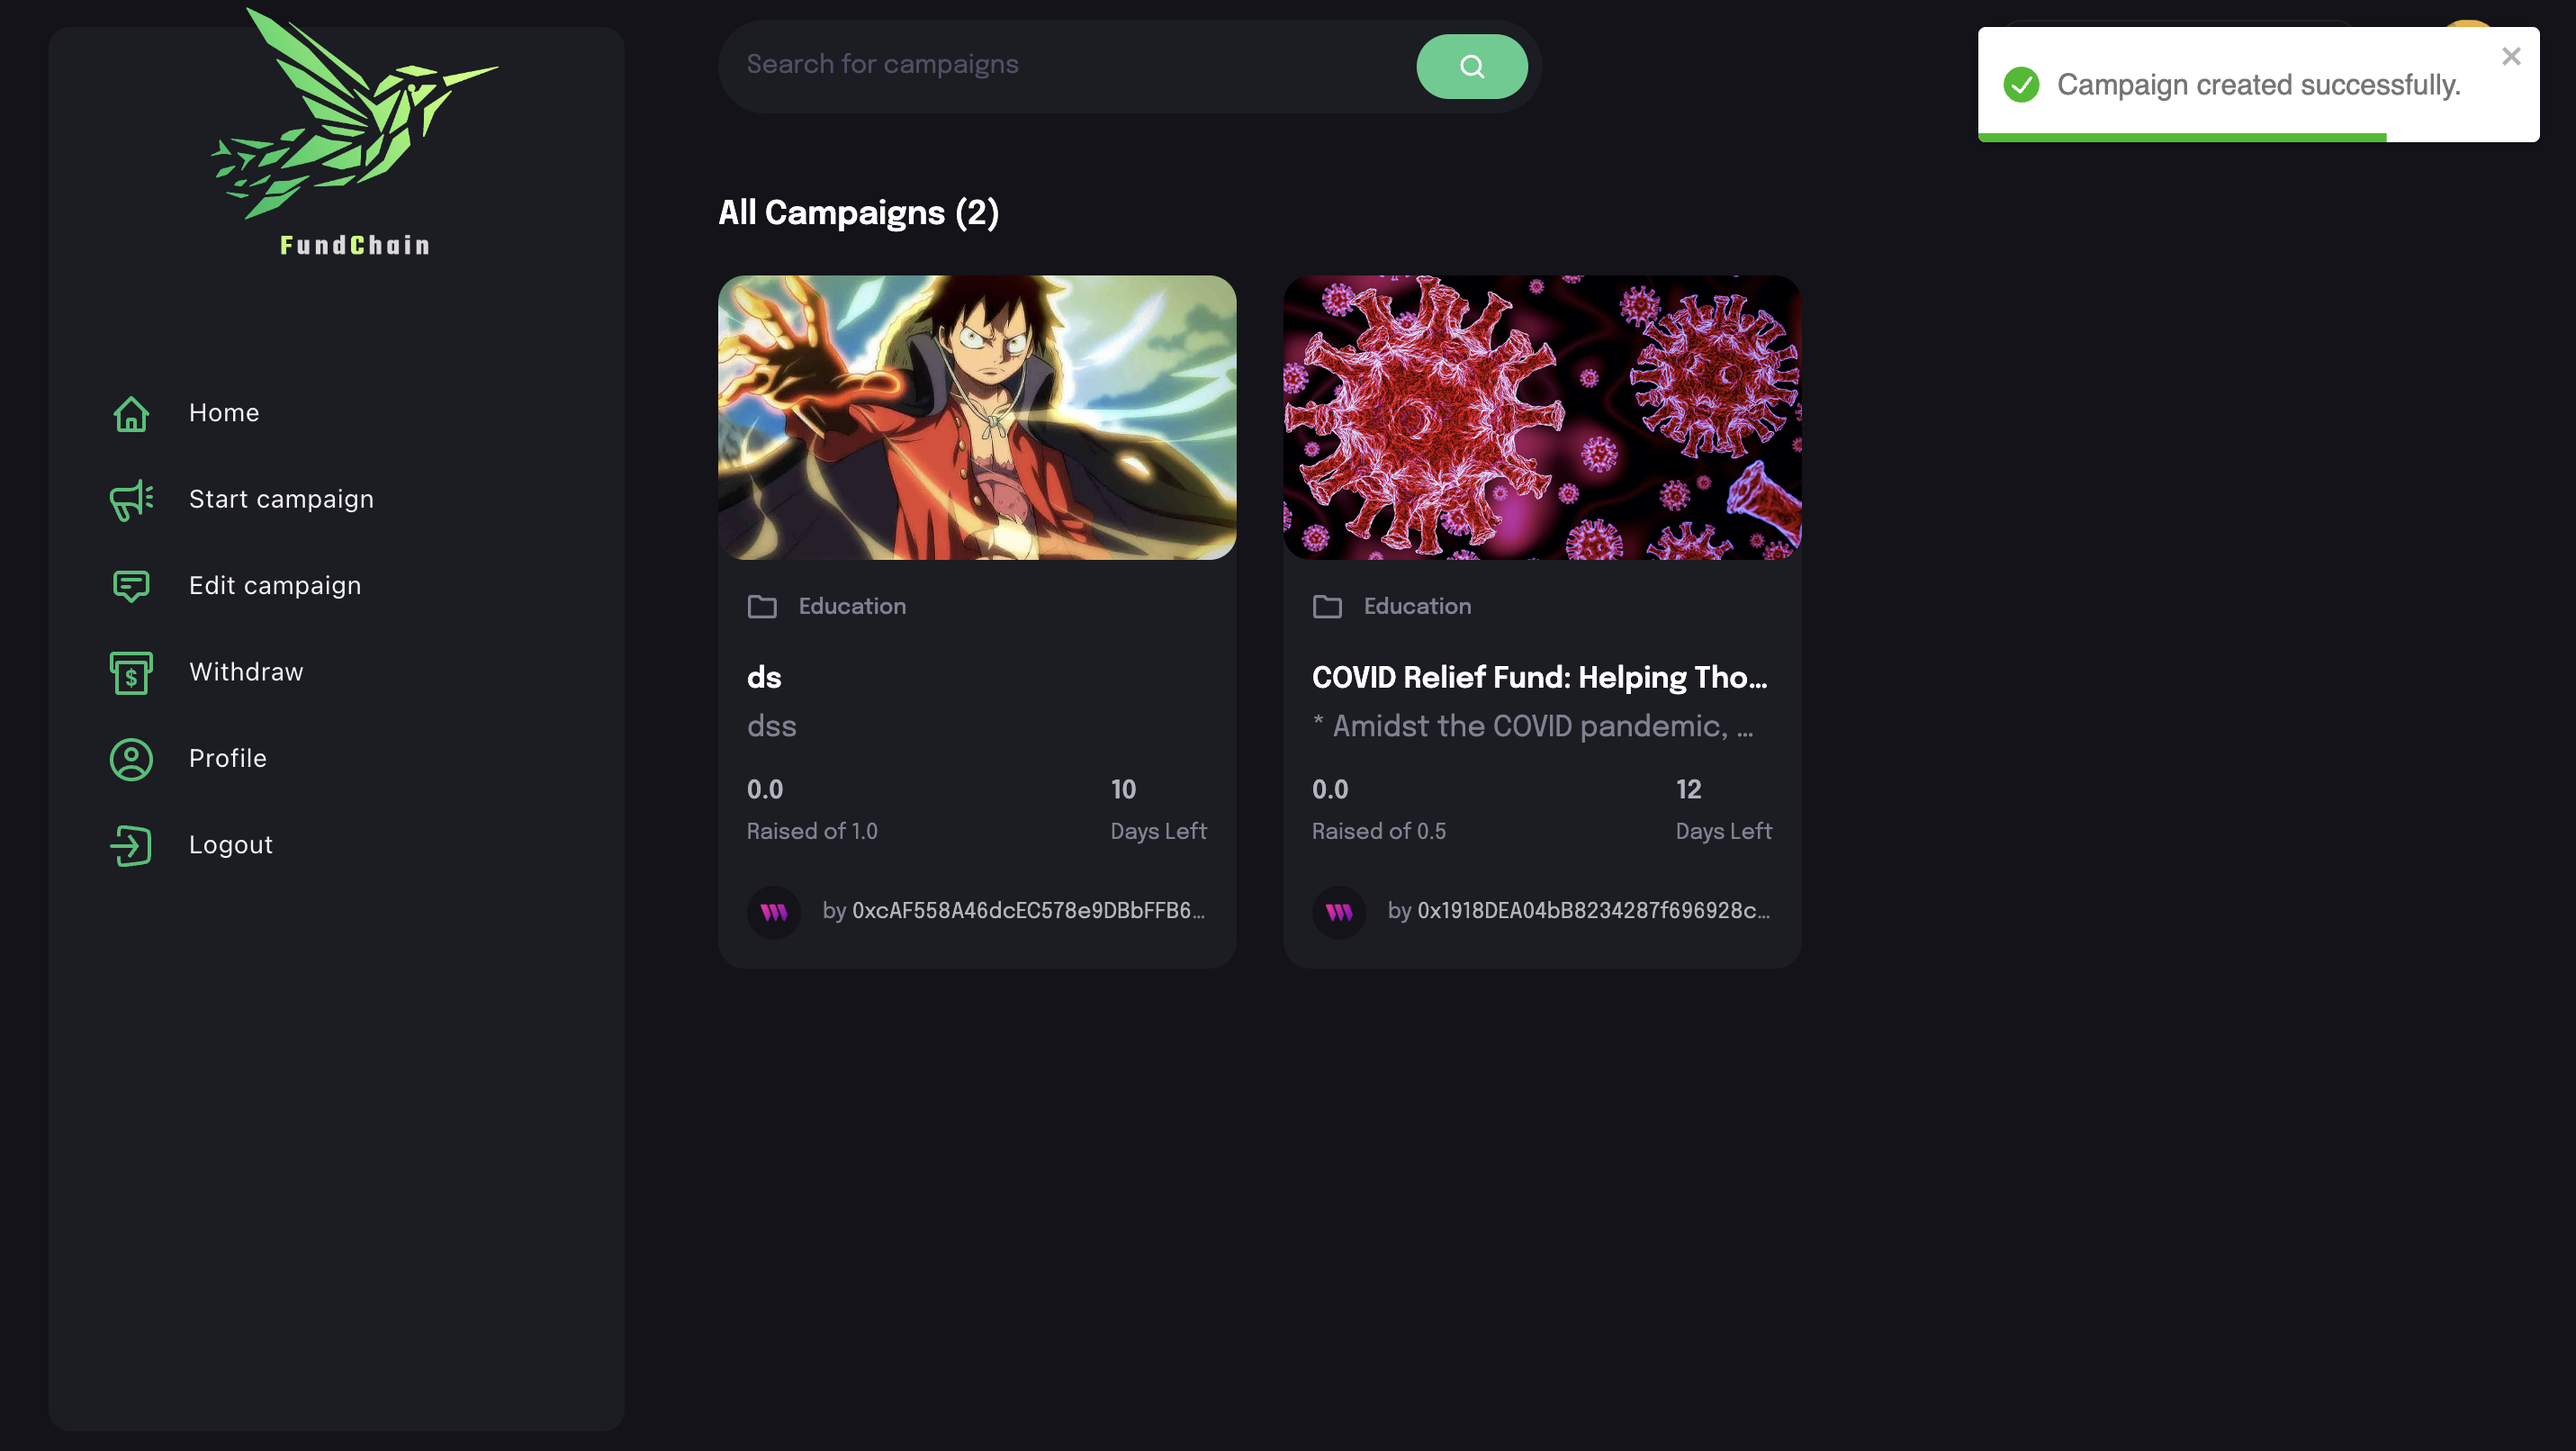 FundChain
Home
Start campaign
Edit campaign
Withdraw
Profile
Logout
Search for campaigns
Campaign created successfully.
All Campaigns (2)
Education
ds
dss
0.0
10
Raised of 1.0
Days Left
by 0xcAF558A46dcEC578e9DBbFFB6...
Education
COVID Relief Fund: Helping Tho...
* Amidst the COVID pandemic, ...
0.0
12
Raised of 0.5
Days Left
by 0x1918DEA04bB8234287f696928c...